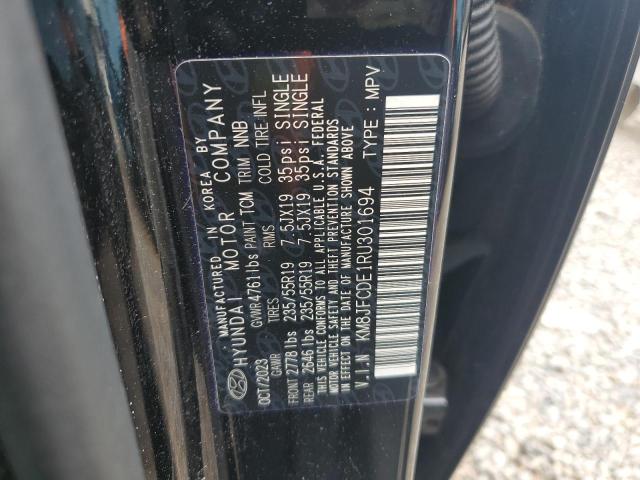 MANUFACTURED IN KOREA BY
HYUNDAI MOTOR COMPANY
OCT/2023 GVWR 4761 lbs PAINT TCM TRIM NNB
GAWR TIRES RIMS COLD TIRE INFL
FRONT 2778 lbs 235/55R19 7.5JX19 35psi SINGLE
REAR 2646 lbs 235/55R19 7.5JX19 35psi SINGLE
THIS VEHICLE CONFORMS TO ALL APPLICABLE U.S.A. FEDERAL
MOTOR VEHICLE SAFETY, BUMPER, AND THEFT PREVENTION STANDARDS
IN EFFECT ON THE DATE OF MANUFACTURE SHOWN ABOVE
V.I.N KM8JFCDE1RU301694 TYPE : MPV